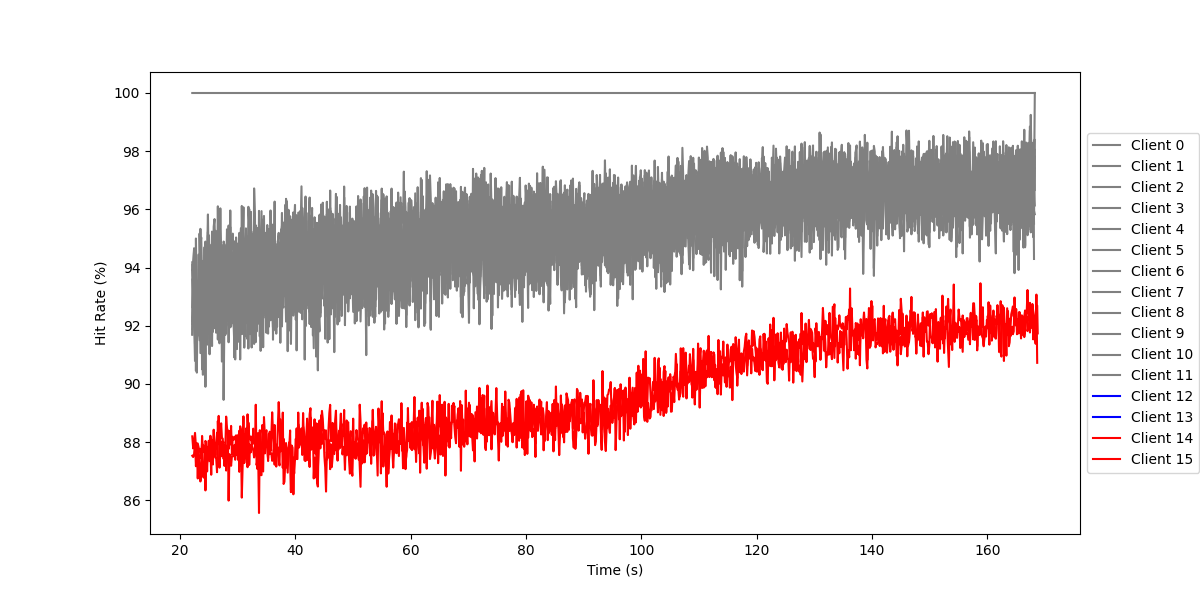 Hit Rate (%)
100
98
96
94
92
90
88
86
20 40 60 80 100 120 140 160
Time (s)
Client 0
Client 1
Client 2
Client 3
Client 4
Client 5
Client 6
Client 7
Client 8
Client 9
Client 10
Client 11
Client 12
Client 13
Client 14
Client 15